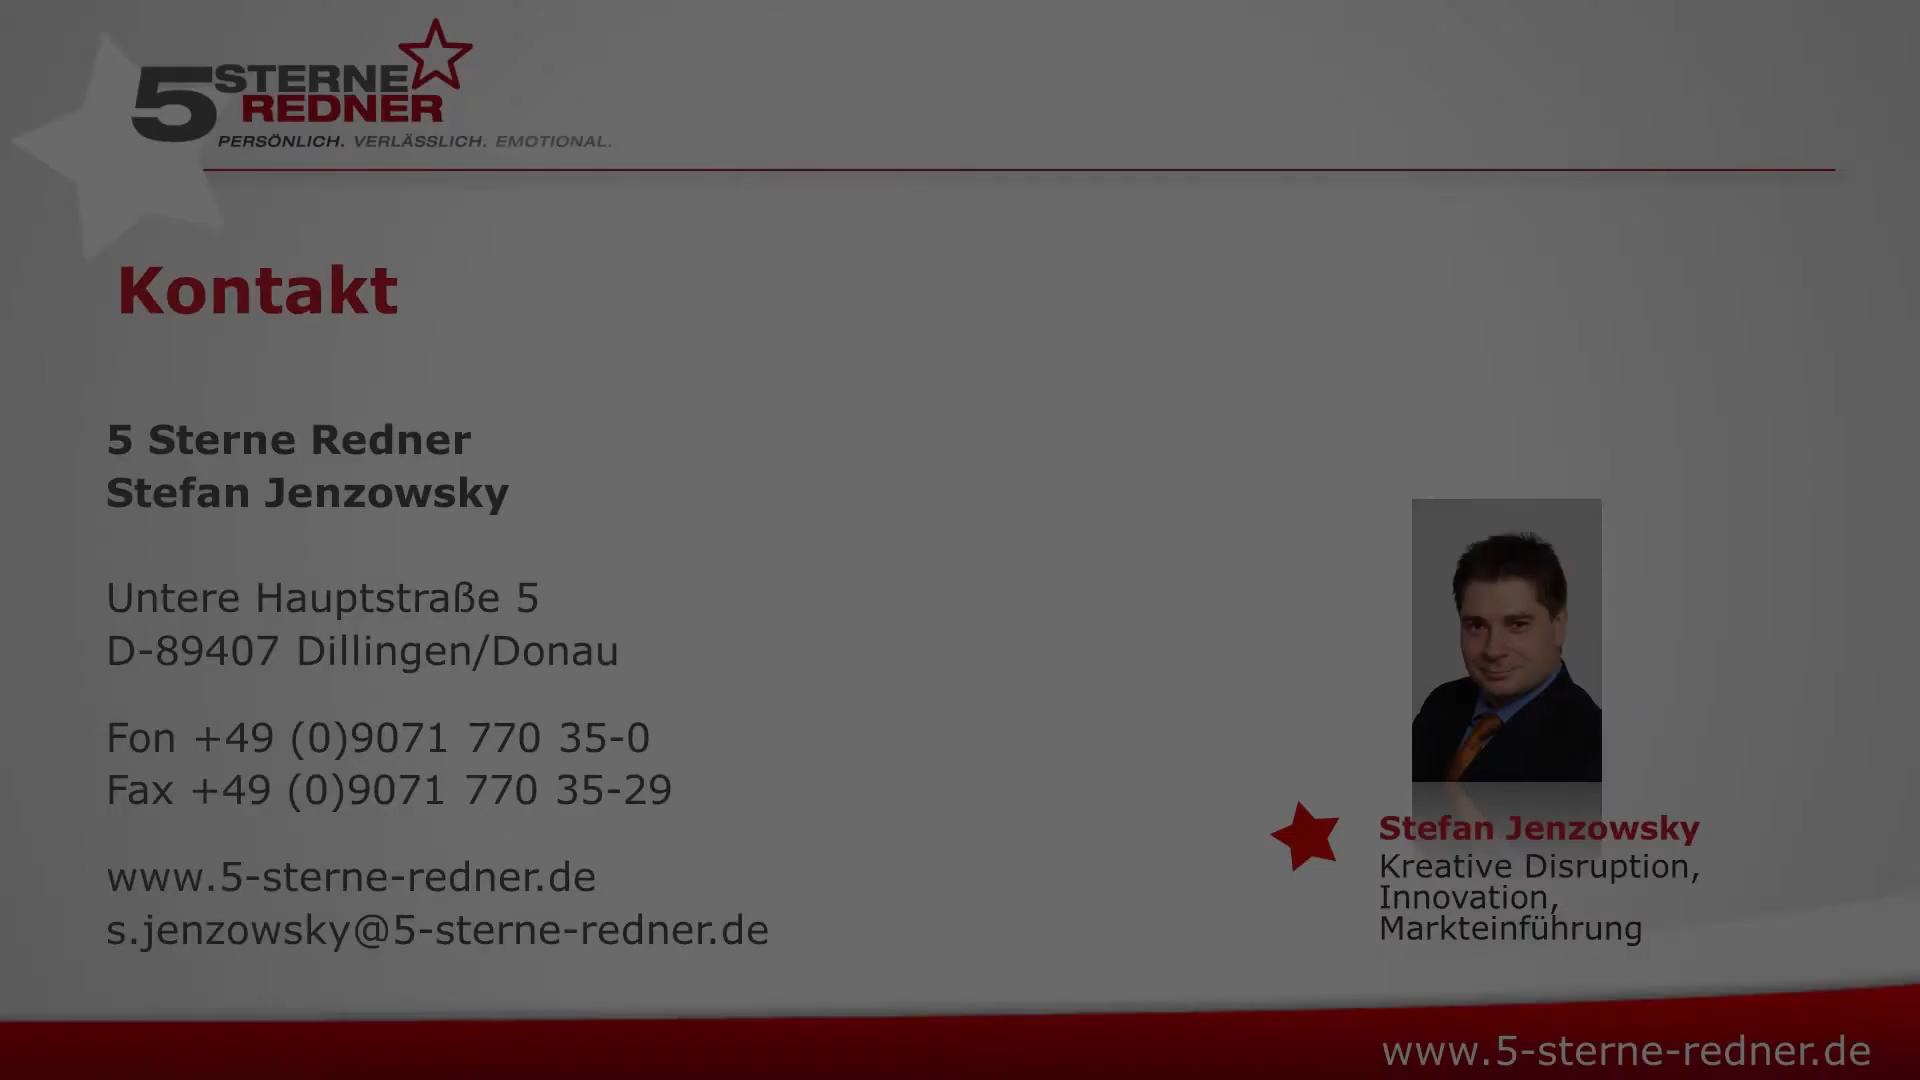 5 STERNE
REDNER
PERSÖNLICH. VERLÄSSLICH. EMOTIONAL.
Kontakt
5 Sterne Redner
Stefan Jenzowsky
Untere Hauptstraße 5
D-89407 Dillingen/Donau
Fon +49 (0)9071 770 35-0
Fax +49 (0)9071 770 35-29
www.5-sterne-redner.de
s.jenzowsky@5-sterne-redner.de
Stefan Jenzowsky
Kreative Disruption,
Innovation,
Markteinführung
www.5-sterne-redner.de